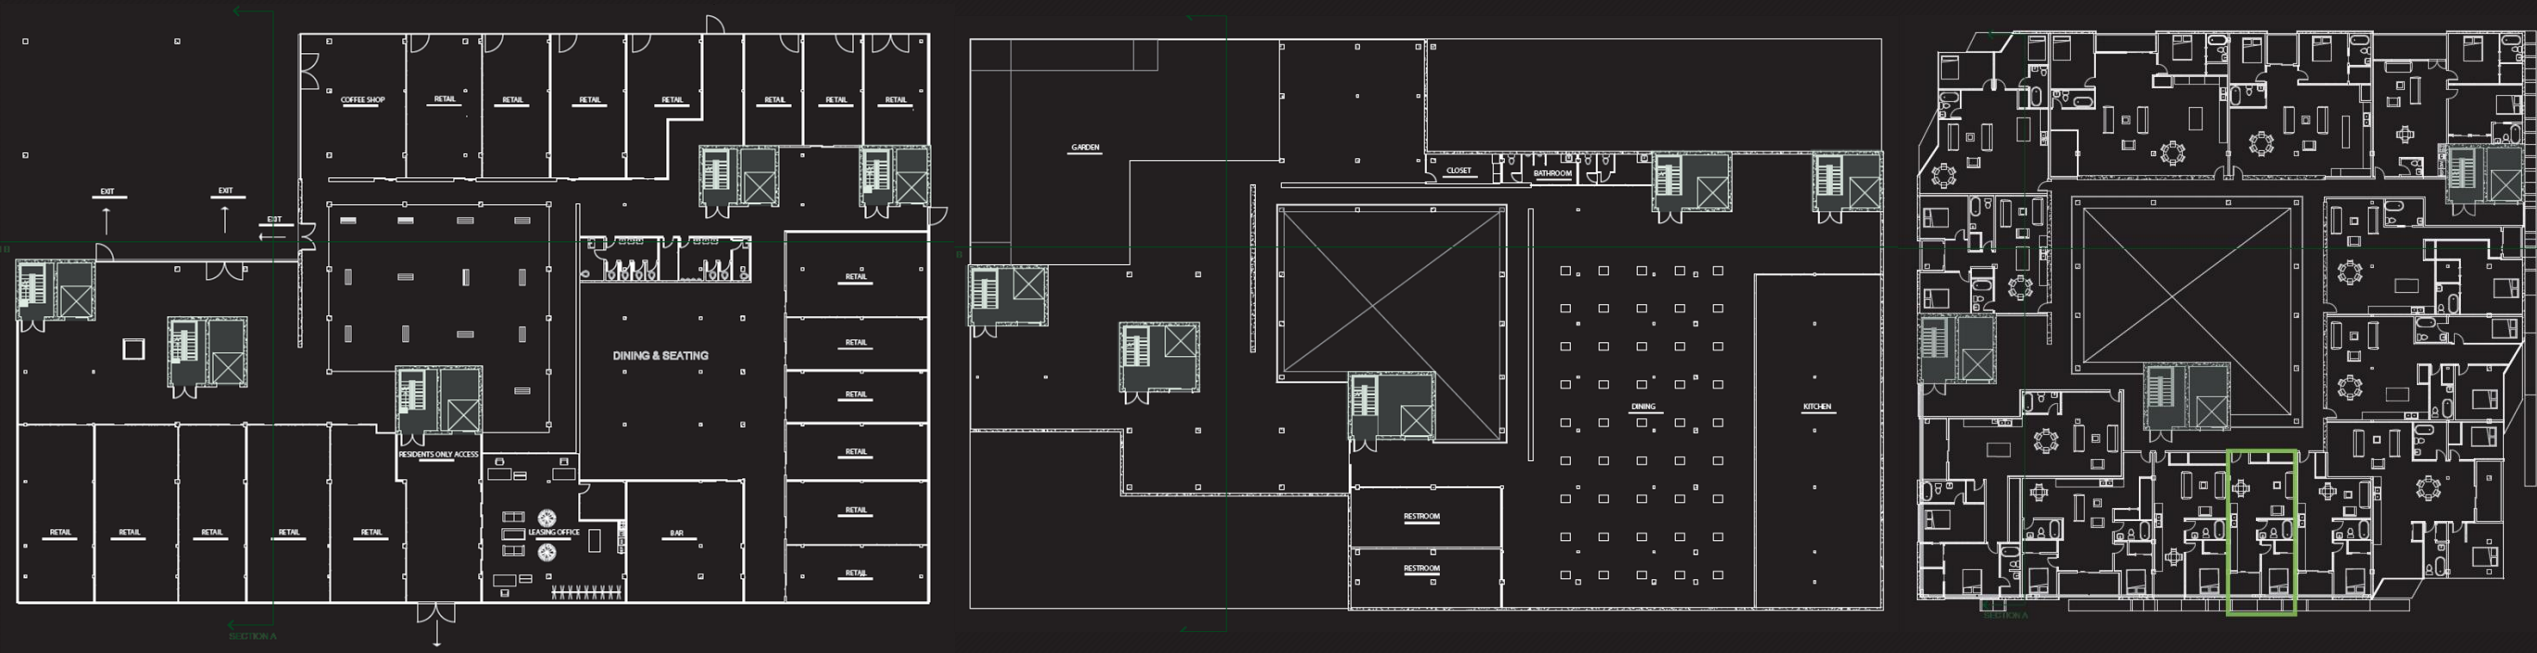 COFFEE SHOP
RETAIL
RETAIL
RETAIL
RETAIL
RETAIL
RETAIL
RETAIL
EXIT
EXIT
EXIT
RETAIL
RETAIL
DINING & SEATING
RETAIL
RETAIL
RESIDENTS ONLY ACCESS
RETAIL
RETAIL
RETAIL
RETAIL
RETAIL
RETAIL
LEASING OFFICE
BAR
RETAIL
SECTION A
GARDEN
CLOSET
BATHROOM
DINING
KITCHEN
RESTROOM
RESTROOM
SECTION A